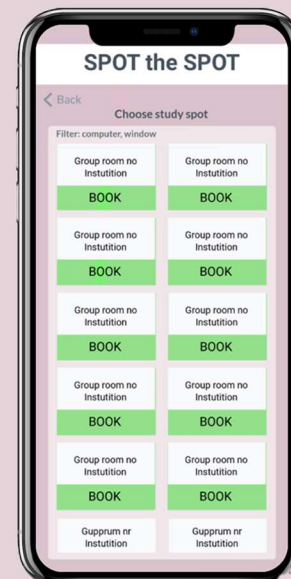 SPOT the SPOT
Back
Choose study spot
Filter: computer, window
Group room no
Instutition
BOOK
Group room no
Instutition
BOOK
Group room no
Instutition
BOOK
Group room no
Instutition
BOOK
Group room no
Instutition
BOOK
Group room no
Instutition
BOOK
Group room no
Instutition
BOOK
Group room no
Instutition
BOOK
Group room no
Instutition
BOOK
Group room no
Instutition
BOOK
Gupprum nr
Instutition
Gupprum nr
Instutition